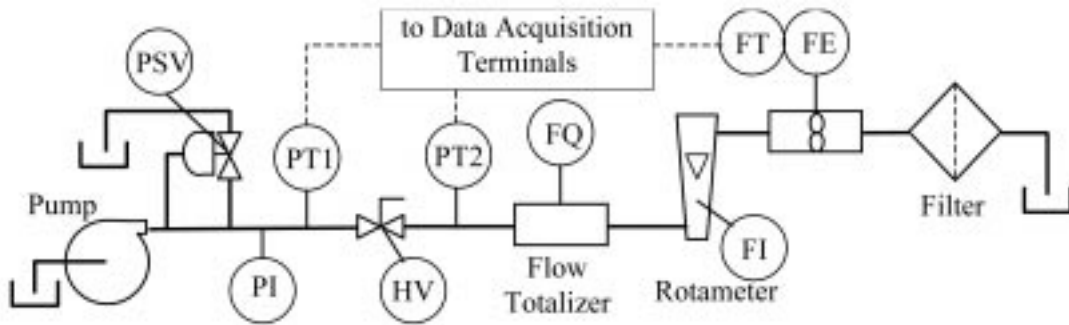 to Data Acquisition
Terminals
FT
FE
PSV
PT1
PT2
FQ
Pump
Filter
PI
HV
Flow
Totalizer
Rotameter
FI